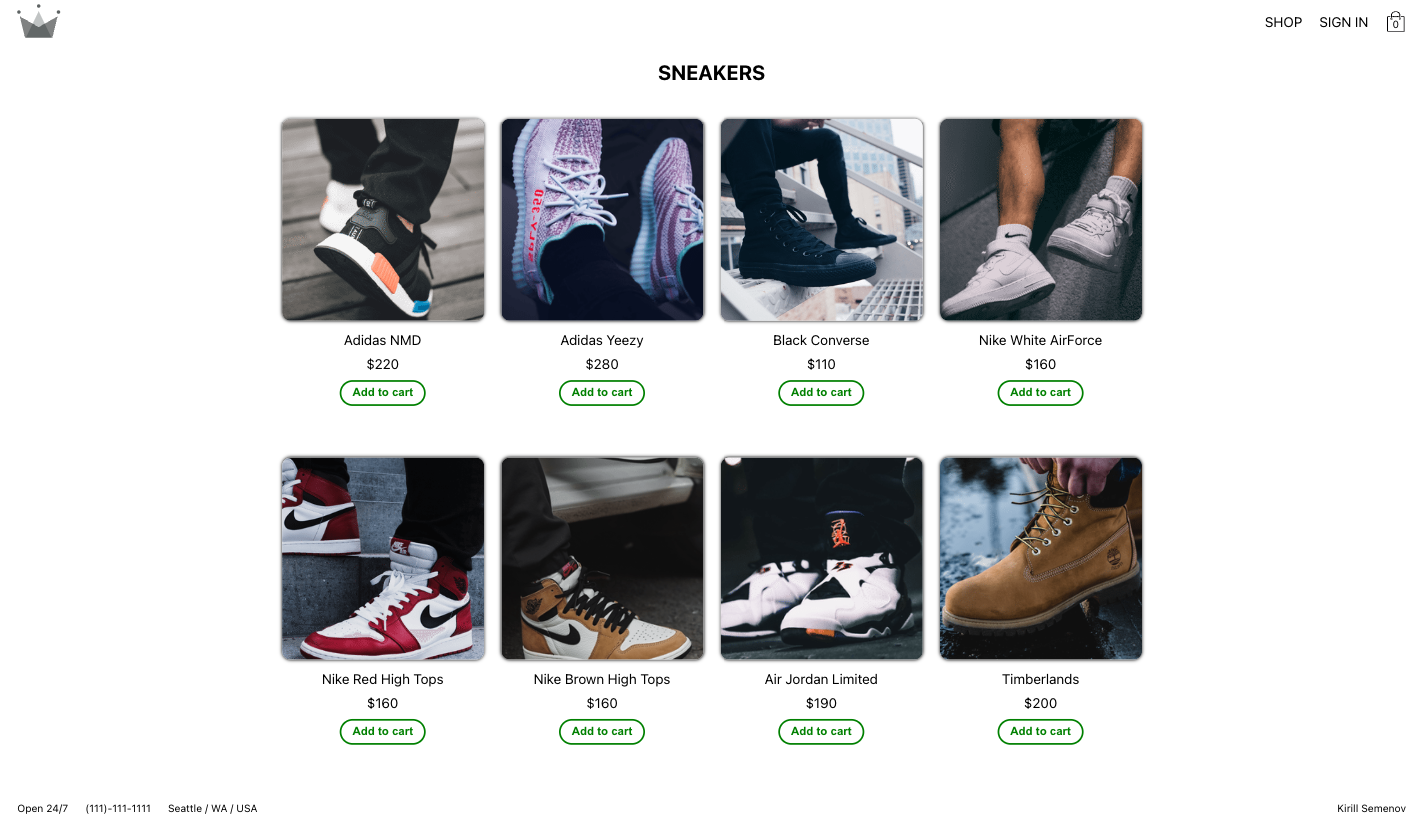 SHOP SIGN IN 0
SNEAKERS
Adidas NMD Adidas Yeezy Black Converse Nike White AirForce
$220 $280 $110 $160
Add to cart Add to cart Add to cart Add to cart
Nike Red High Tops Nike Brown High Tops Air Jordan Limited Timberlands
$160 $160 $190 $200
Add to cart Add to cart Add to cart Add to cart
Open 24/7 (111)-111-1111 Seattle / WA / USA Kirill Semenov